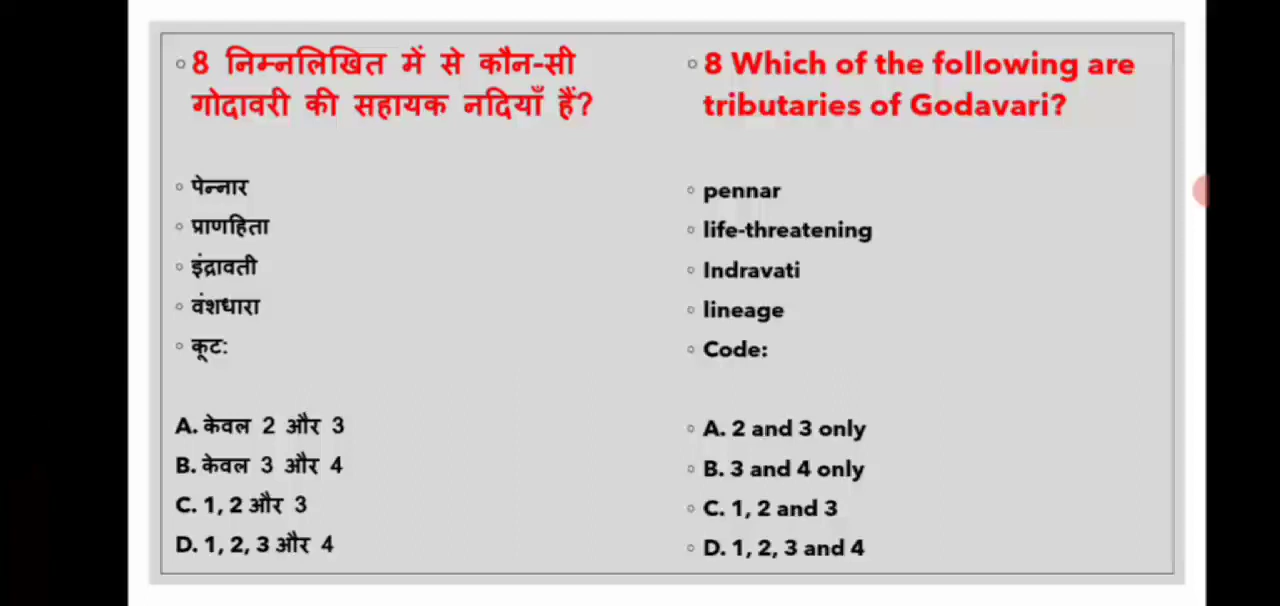 8 निम्नलिखित में से कौन-सी
गोदावरी की सहायक नदियाँ हैं?
पेन्नार
प्राणहिता
इंद्रावती
वंशधारा
कूट:
A. केवल 2 और 3
B. केवल 3 और 4
C. 1, 2 और 3
D. 1, 2, 3 और 4
8 Which of the following are
tributaries of Godavari?
pennar
life-threatening
Indravati
lineage
Code:
A. 2 and 3 only
B. 3 and 4 only
C. 1, 2 and 3
D. 1, 2, 3 and 4